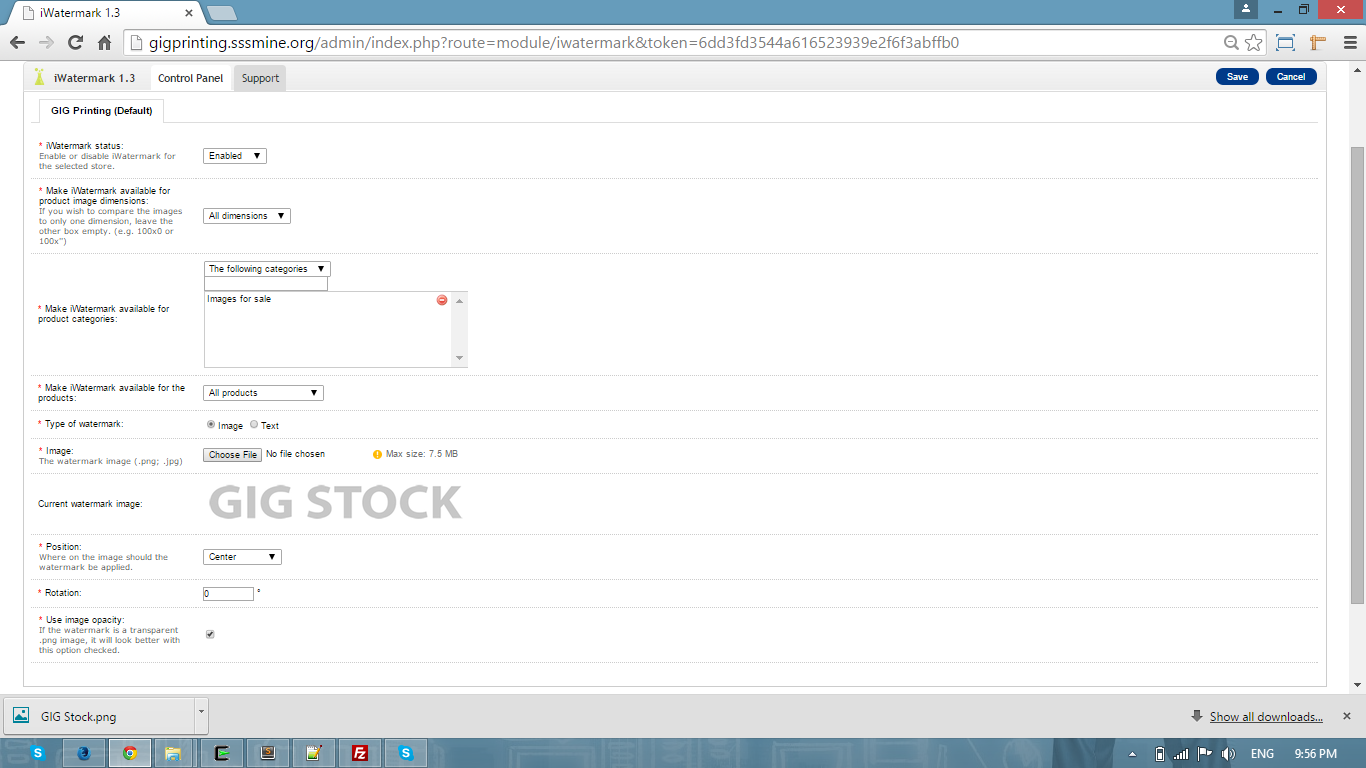 iWatermark 1.3
gigprinting.sssmine.org/admin/index.php?route=module/iwatermark&token=6dd3fd3544a616523939e2f6f3abffb0
iWatermark 1.3
Control Panel
Support
Save
Cancel
GIG Printing (Default)
* iWatermark status:
Enable or disable iWatermark for
the selected store.
Enabled
* Make iWatermark available for
product image dimensions:
If you wish to compare the images
to only one dimension, leave the
other box empty. (e.g. 100x0 or
100x")
All dimensions
The following categories
* Make iWatermark available for
product categories:
Images for sale
* Make iWatermark available for the
products:
All products
* Type of watermark:
Image
Text
* Image:
The watermark image (.png; .jpg)
Choose File
No file chosen
Max size: 7.5 MB
Current watermark image:
GIG STOCK
* Position:
Where on the image should the
watermark be applied.
Center
* Rotation:
0
°
* Use image opacity:
If the watermark is a transparent
.png image, it will look better with
this option checked.
GIG Stock.png
Show all downloads...
ENG
9:56 PM